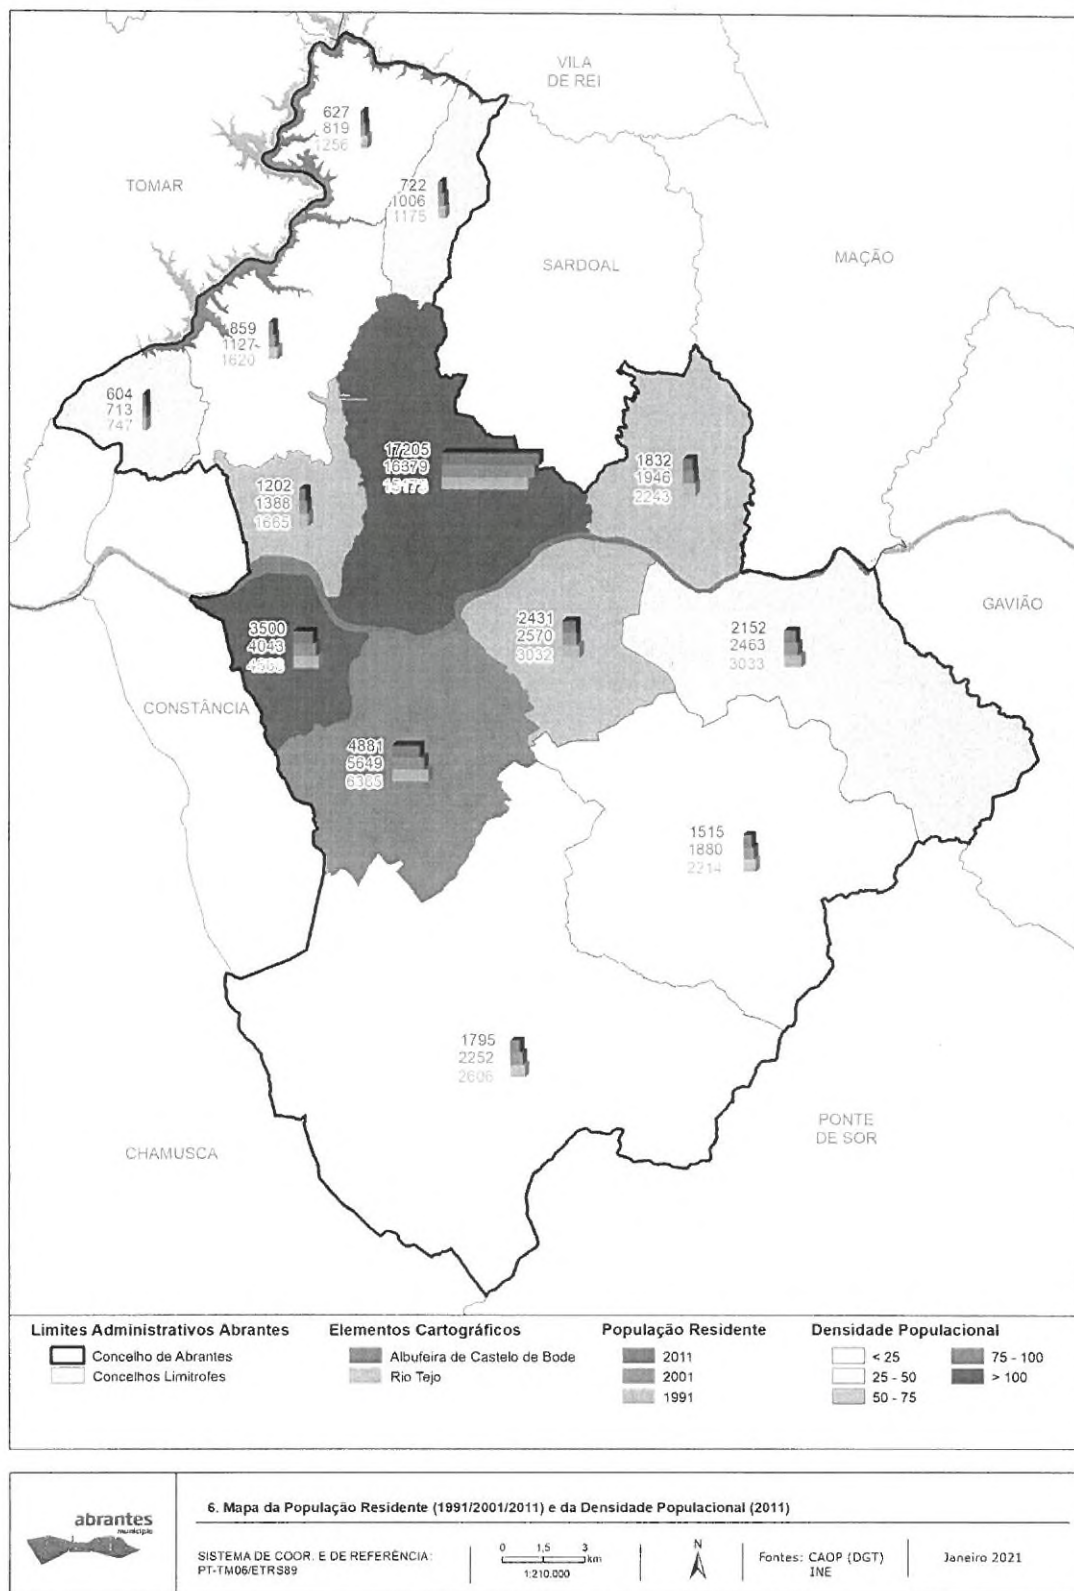 VILA
DE REI
627
819
1256
TOMAR
722
1006
1175
SARDOAL
MAÇÃO
859
1127
1620
604
713
747
17205
16379
15175
1832
1946
2243
1202
1388
1665
GAVIÃO
3500
4043
2431
2570
3032
2152
2463
3033
CONSTÂNCIA
4881
5649
6365
1515
1880
2214
1795
2252
2606
CHAMUSCA
PONTE
DE SOR
Limites Administrativos Abrantes
Concelho de Abrantes
Concelhos Limitrofes
Elementos Cartográficos
Albufeira de Castelo de Bode
Rio Tejo
População Residente
2011
2001
1991
Densidade Populacional
< 25
25 - 50
50 - 75
75 - 100
> 100
abrantes
município
6. Mapa da População Residente (1991/2001/2011) e da Densidade Populacional (2011)
SISTEMA DE COOR. E DE REFERÊNCIA:
PT-TM06/ETRS89
0 1,5 3
km
1:210.000
N
Fontes: CAOP (DGT)
INE
Janeiro 2021